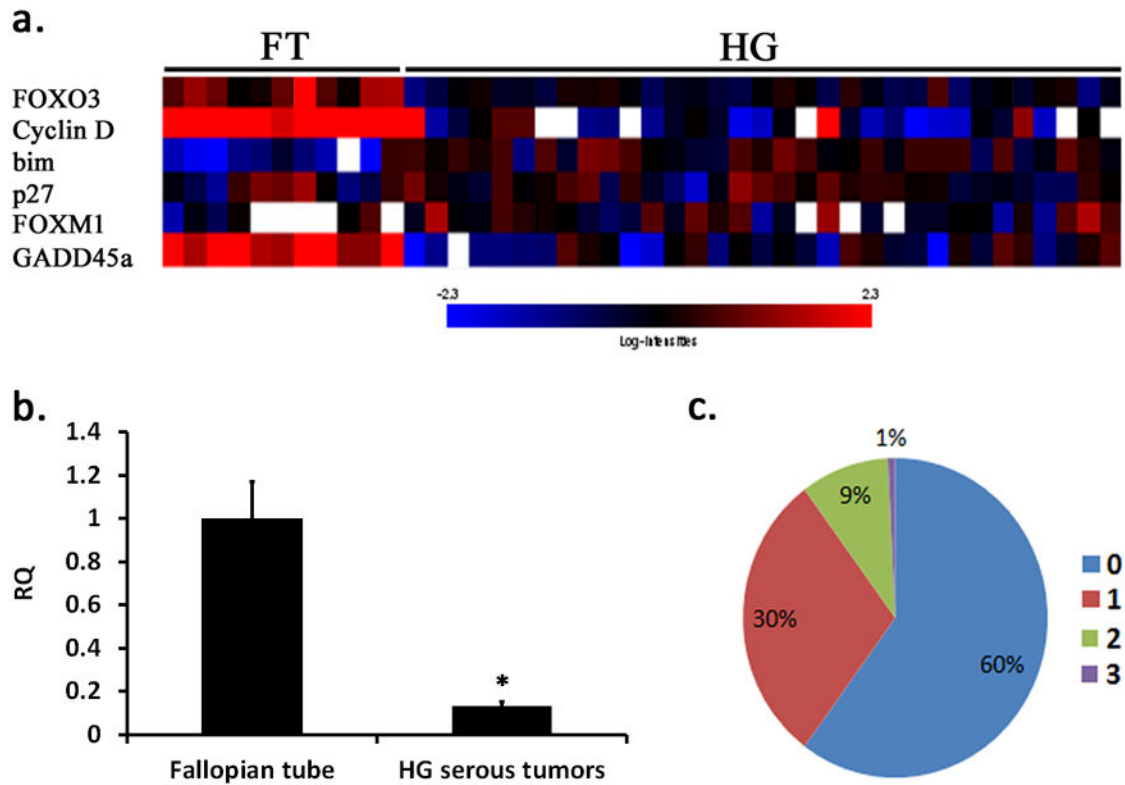 a.
FT HG
FOXO3
Cyclin D
bim
p27
FOXM1
GADD45a
-2.3 2.3
Log-Intensities
b.
1.4
1.2
1
0.8
0.6
0.4
0.2
0
RQ
*
Fallopian tube HG serous tumors
c.
1%
9%
30%
60%
0
1
2
3